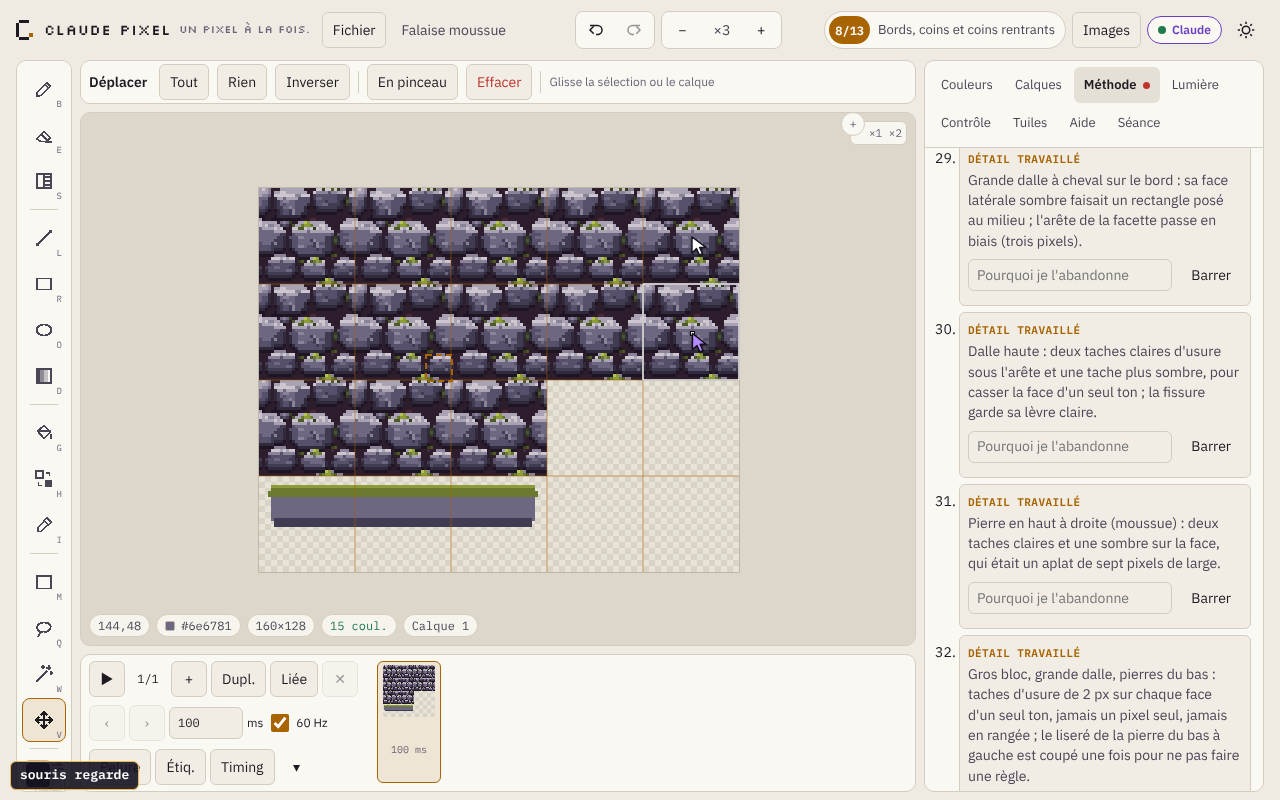 CLAUDE PIXEL UN PIXEL À LA FOIS. Fichier Falaise moussue − ×3 + 8/13 Bords, coins et coins rentrants Images Claude
Déplacer Tout Rien Inverser En pinceau Effacer Glisse la sélection ou le calque
Couleurs Calques Méthode Lumière
Contrôle Tuiles Aide Séance
+ ×1 ×2
B
E
S
L
R
O
D
G
H
I
M
Q
W
V
29. DÉTAIL TRAVAILLÉ
Grande dalle à cheval sur le bord : sa face
latérale sombre faisait un rectangle posé
au milieu ; l'arête de la facette passe en
biais (trois pixels).
Pourquoi je l'abandonne Barrer
30. DÉTAIL TRAVAILLÉ
Dalle haute : deux taches claires d'usure
sous l'arête et une tache plus sombre, pour
casser la face d'un seul ton ; la fissure
garde sa lèvre claire.
Pourquoi je l'abandonne Barrer
31. DÉTAIL TRAVAILLÉ
Pierre en haut à droite (moussue) : deux
taches claires et une sombre sur la face,
qui était un aplat de sept pixels de large.
Pourquoi je l'abandonne Barrer
32. DÉTAIL TRAVAILLÉ
Gros bloc, grande dalle, pierres du bas :
taches d'usure de 2 px sur chaque face
d'un seul ton, jamais un pixel seul, jamais
en rangée ; le liseré de la pierre du bas à
gauche est coupé une fois pour ne pas faire
une règle.
144,48 #6e6781 160×128 15 coul. Calque 1
1/1 + Dupl. Liée ×
‹ › 100 ms 60 Hz
100 ms
Étiq. Timing ▼
souris regarde